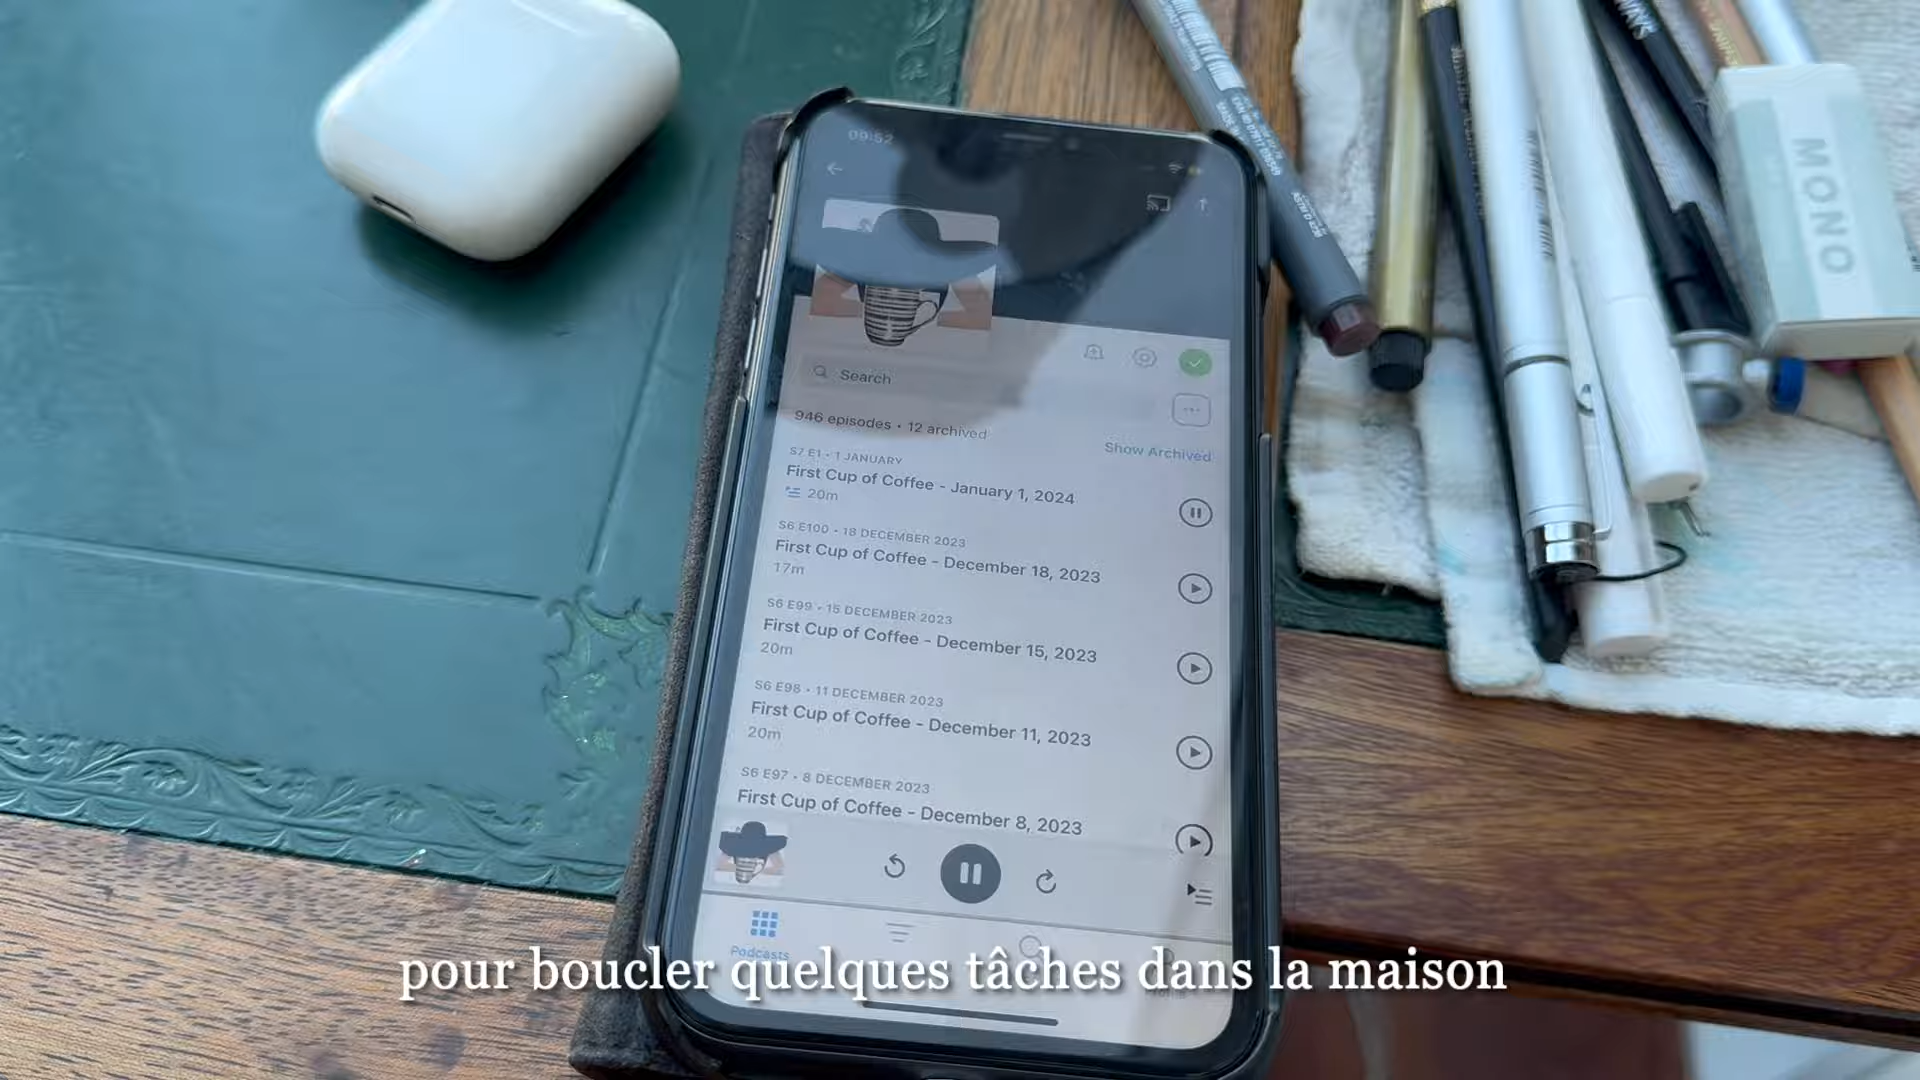 09:52
MONO
Search
946 episodes • 12 archived
Show Archived
S7 E1 • 1 JANUARY
First Cup of Coffee - January 1, 2024
20m
S6 E100 • 18 DECEMBER 2023
First Cup of Coffee - December 18, 2023
17m
S6 E99 • 15 DECEMBER 2023
First Cup of Coffee - December 15, 2023
20m
S6 E98 • 11 DECEMBER 2023
First Cup of Coffee - December 11, 2023
20m
S6 E97 • 8 DECEMBER 2023
First Cup of Coffee - December 8, 2023
Podcasts
pour boucler quelques tâches dans la maison